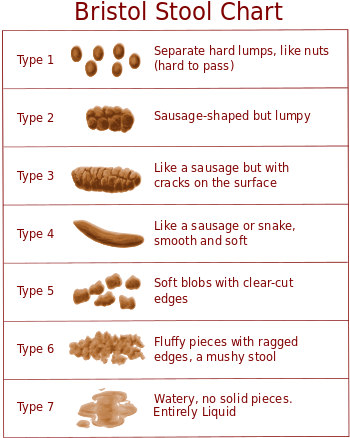 Bristol Stool Chart
Type 1
Separate hard lumps, like nuts
(hard to pass)
Type 2
Sausage-shaped but lumpy
Type 3
Like a sausage but with
cracks on the surface
Type 4
Like a sausage or snake,
smooth and soft
Type 5
Soft blobs with clear-cut
edges
Type 6
Fluffy pieces with ragged
edges, a mushy stool
Type 7
Watery, no solid pieces.
Entirely Liquid